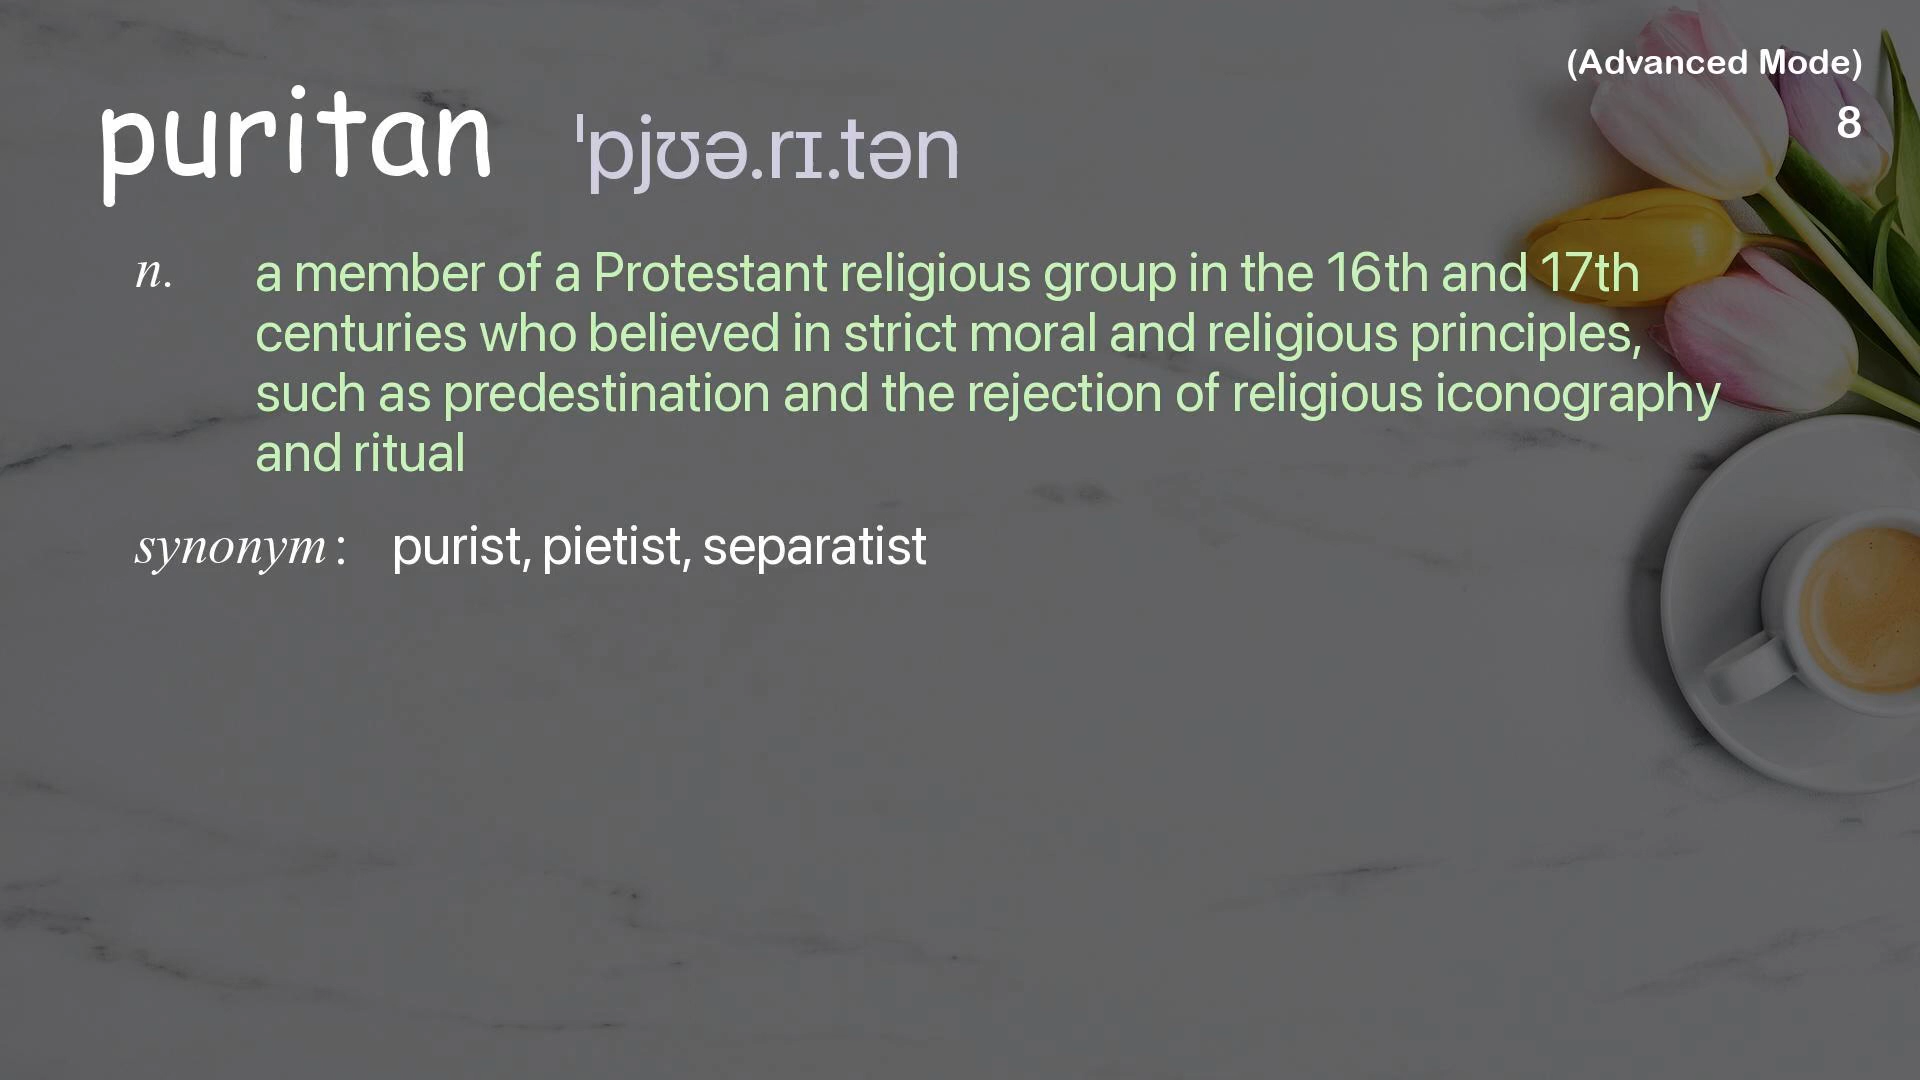 (Advanced Mode)
8
puritan ˈpjʊə.rɪ.tən
n. a member of a Protestant religious group in the 16th and 17th
centuries who believed in strict moral and religious principles,
such as predestination and the rejection of religious iconography
and ritual
synonym: purist, pietist, separatist